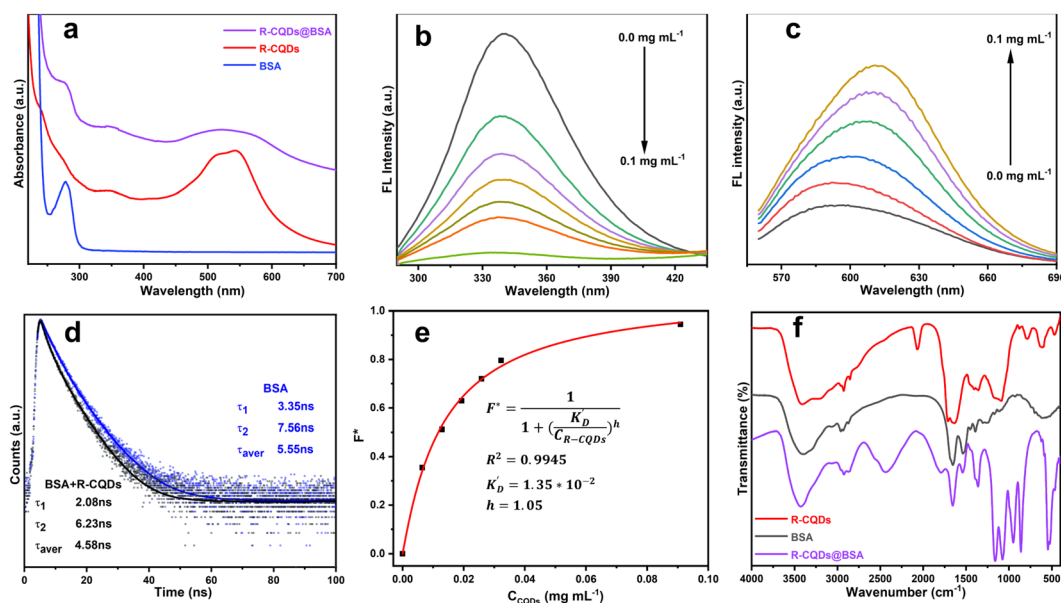 a
R-CQDs@BSA
R-CQDs
BSA
Absorbance (a.u.)
300 400 500 600 700
Wavelength (nm)
b
0.0 mg mL⁻¹
0.1 mg mL⁻¹
FL Intensity (a.u.)
300 330 360 390 420
Wavelength (nm)
c
0.1 mg mL⁻¹
0.0 mg mL⁻¹
FL intensity (a.u.)
570 600 630 660 690
Wavelength (nm)
d
BSA
τ1 3.35ns
τ2 7.56ns
τaver 5.55ns
BSA+R-CQDs
τ1 2.08ns
τ2 6.23ns
τaver 4.58ns
Counts (a.u.)
0 20 40 60 80 100
Time (ns)
e
F* = 1 / (1 + (K'D / C R−CQDs)^h)
R² = 0.9945
K'D = 1.35 * 10⁻²
h = 1.05
F*
1.0
0.8
0.6
0.4
0.2
0.0
0.00 0.02 0.04 0.06 0.08 0.10
C CQDs (mg mL⁻¹)
f
R-CQDs
BSA
R-CQDs@BSA
Transmittance (%)
4000 3500 3000 2500 2000 1500 1000 500
Wavenumber (cm⁻¹)